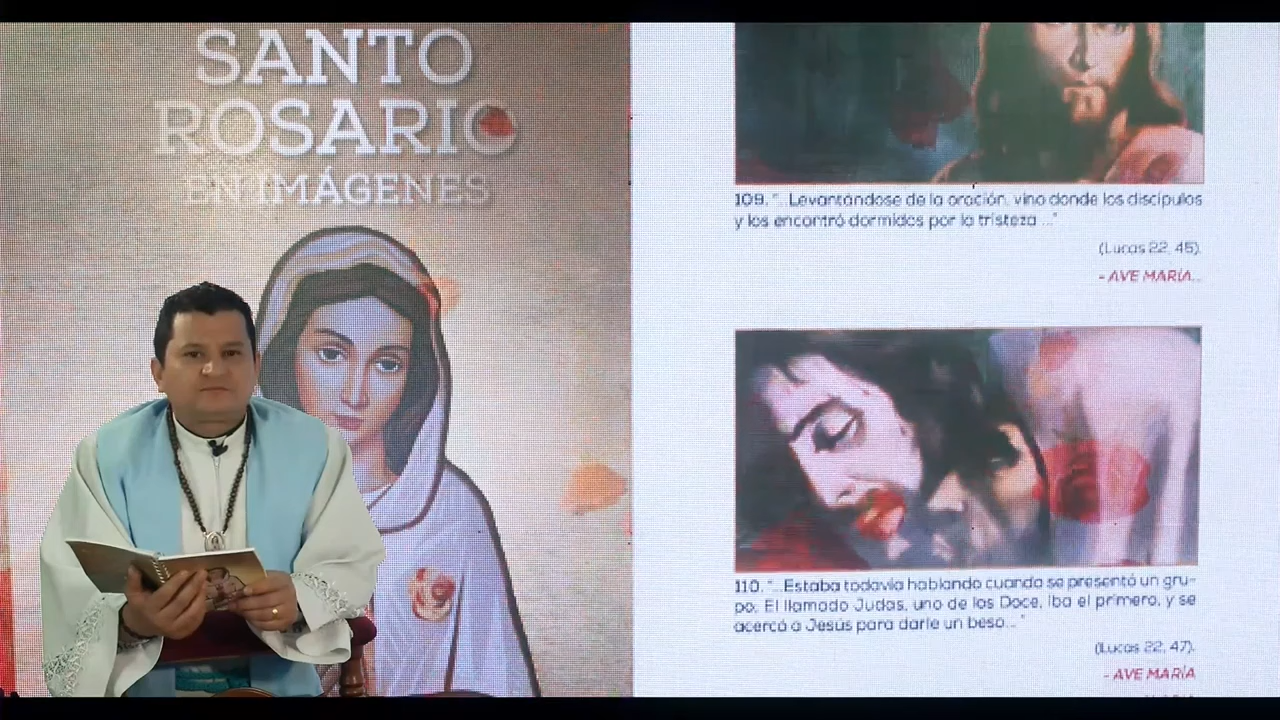 SANTO
ROSARIO
EN IMÁGENES
109. "...Levantándose de la oración, vino donde los discípulos
y los encontró dormidos por la tristeza ..."
(Lucas 22, 45).
- AVE MARÍA...
110. "...Estaba todavía hablando cuando se presentó un gru-
po. El llamado Judas, uno de los Doce, iba el primero, y se
acercó a Jesús para darle un beso... "
(Lucas 22, 47).
- AVE MARÍA